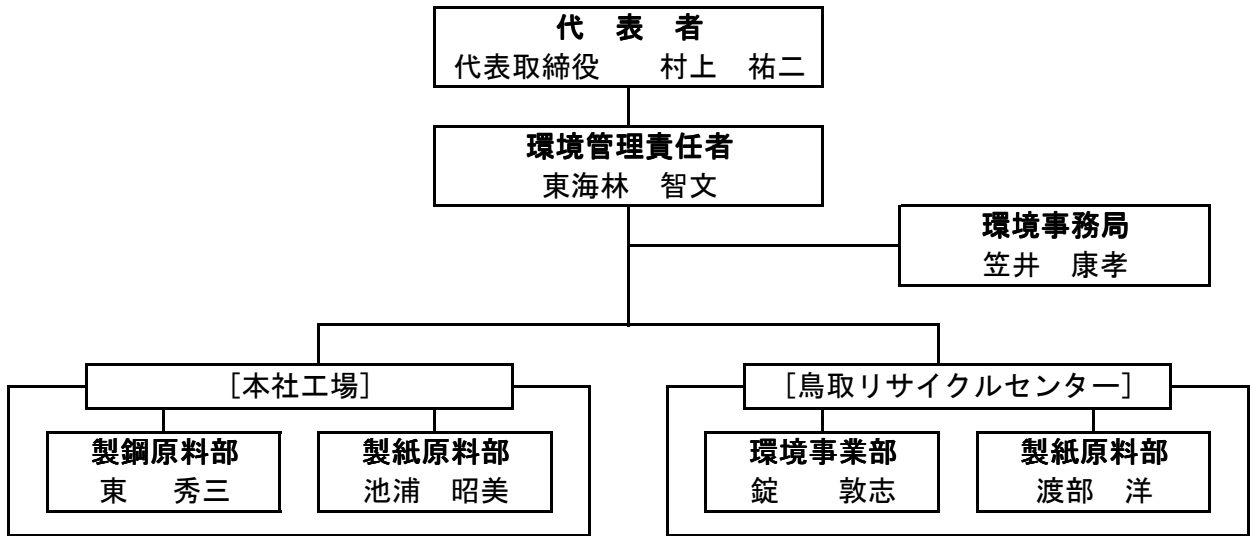 代　表　者
代表取締役　　村上　祐二
環境管理責任者
東海林　智文
環境事務局
笠井　康孝
［本社工場］
製鋼原料部
東　　秀三
製紙原料部
池浦　昭美
［鳥取リサイクルセンター］
環境事業部
錠　　敦志
製紙原料部
渡部　洋